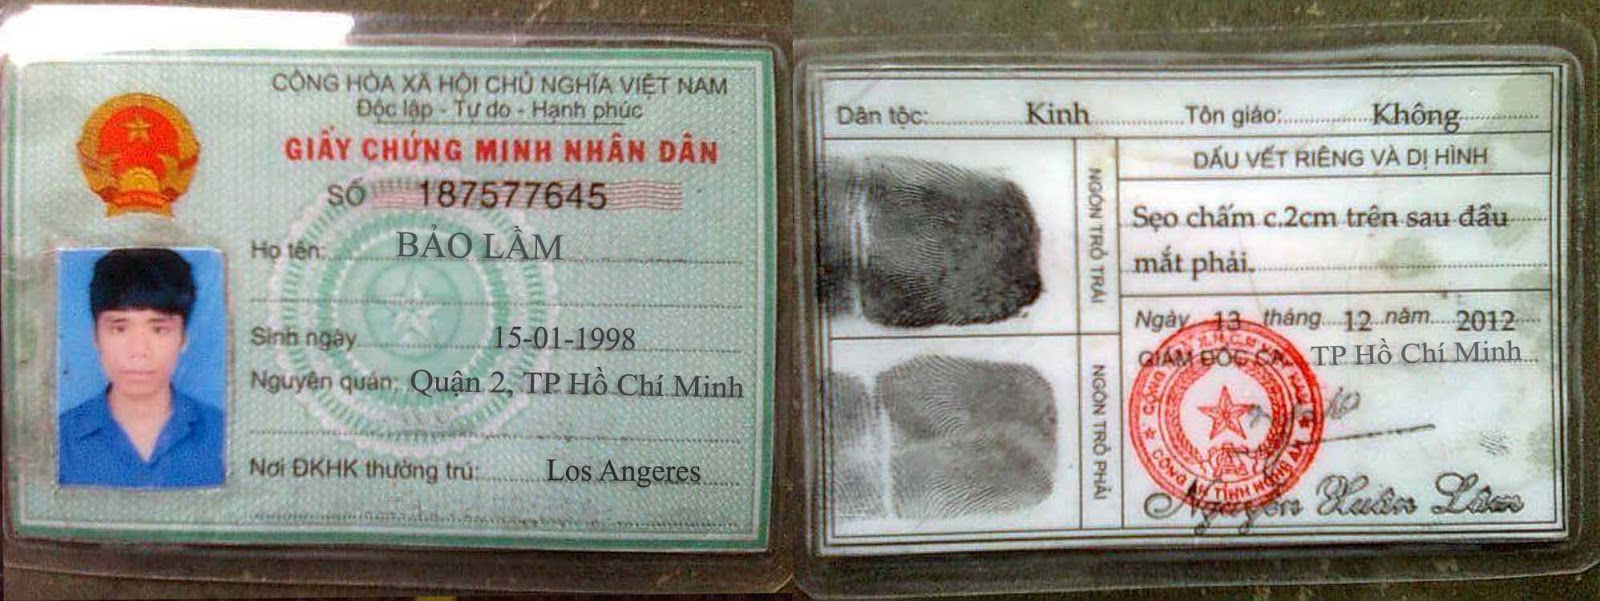 CỘNG HÒA XÃ HỘI CHỦ NGHĨA VIỆT NAM
Độc lập - Tự do - Hạnh phúc
GIẤY CHỨNG MINH NHÂN DÂN
SỐ 187577645
Họ tên: BẢO LẦM
Sinh ngày 15-01-1998
Nguyên quán: Quận 2, TP Hồ Chí Minh
Nơi ĐKHK thường trú: Los Angeres
Dân tộc: Kinh Tôn giáo: Không
NGÓN TRỎ TRÁI
NGÓN TRỎ PHẢI
DẤU VẾT RIÊNG VÀ DỊ HÌNH
Sẹo chấm c.2cm trên sau đầu
mắt phải.
Ngày 13 tháng 12 năm 2012
GIÁM ĐỐC CA TP Hồ Chí Minh
CÔNG AN TỈNH
Nguyễn Xuân Lâm